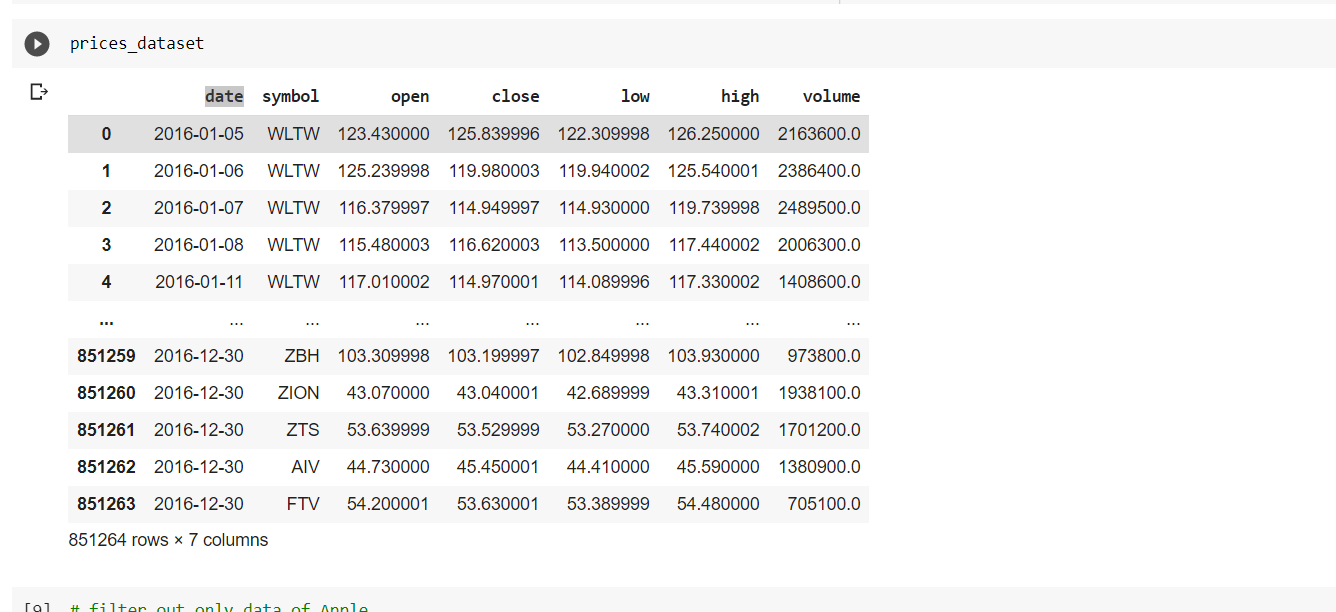 prices_dataset
date symbol open close low high volume
0 2016-01-05 WLTW 123.430000 125.839996 122.309998 126.250000 2163600.0
1 2016-01-06 WLTW 125.239998 119.980003 119.940002 125.540001 2386400.0
2 2016-01-07 WLTW 116.379997 114.949997 114.930000 119.739998 2489500.0
3 2016-01-08 WLTW 115.480003 116.620003 113.500000 117.440002 2006300.0
4 2016-01-11 WLTW 117.010002 114.970001 114.089996 117.330002 1408600.0
... ... ... ... ... ... ... ...
851259 2016-12-30 ZBH 103.309998 103.199997 102.849998 103.930000 973800.0
851260 2016-12-30 ZION 43.070000 43.040001 42.689999 43.310001 1938100.0
851261 2016-12-30 ZTS 53.639999 53.529999 53.270000 53.740002 1701200.0
851262 2016-12-30 AIV 44.730000 45.450001 44.410000 45.590000 1380900.0
851263 2016-12-30 FTV 54.200001 53.630001 53.389999 54.480000 705100.0
851264 rows × 7 columns
[9] # filter out only data of Apple